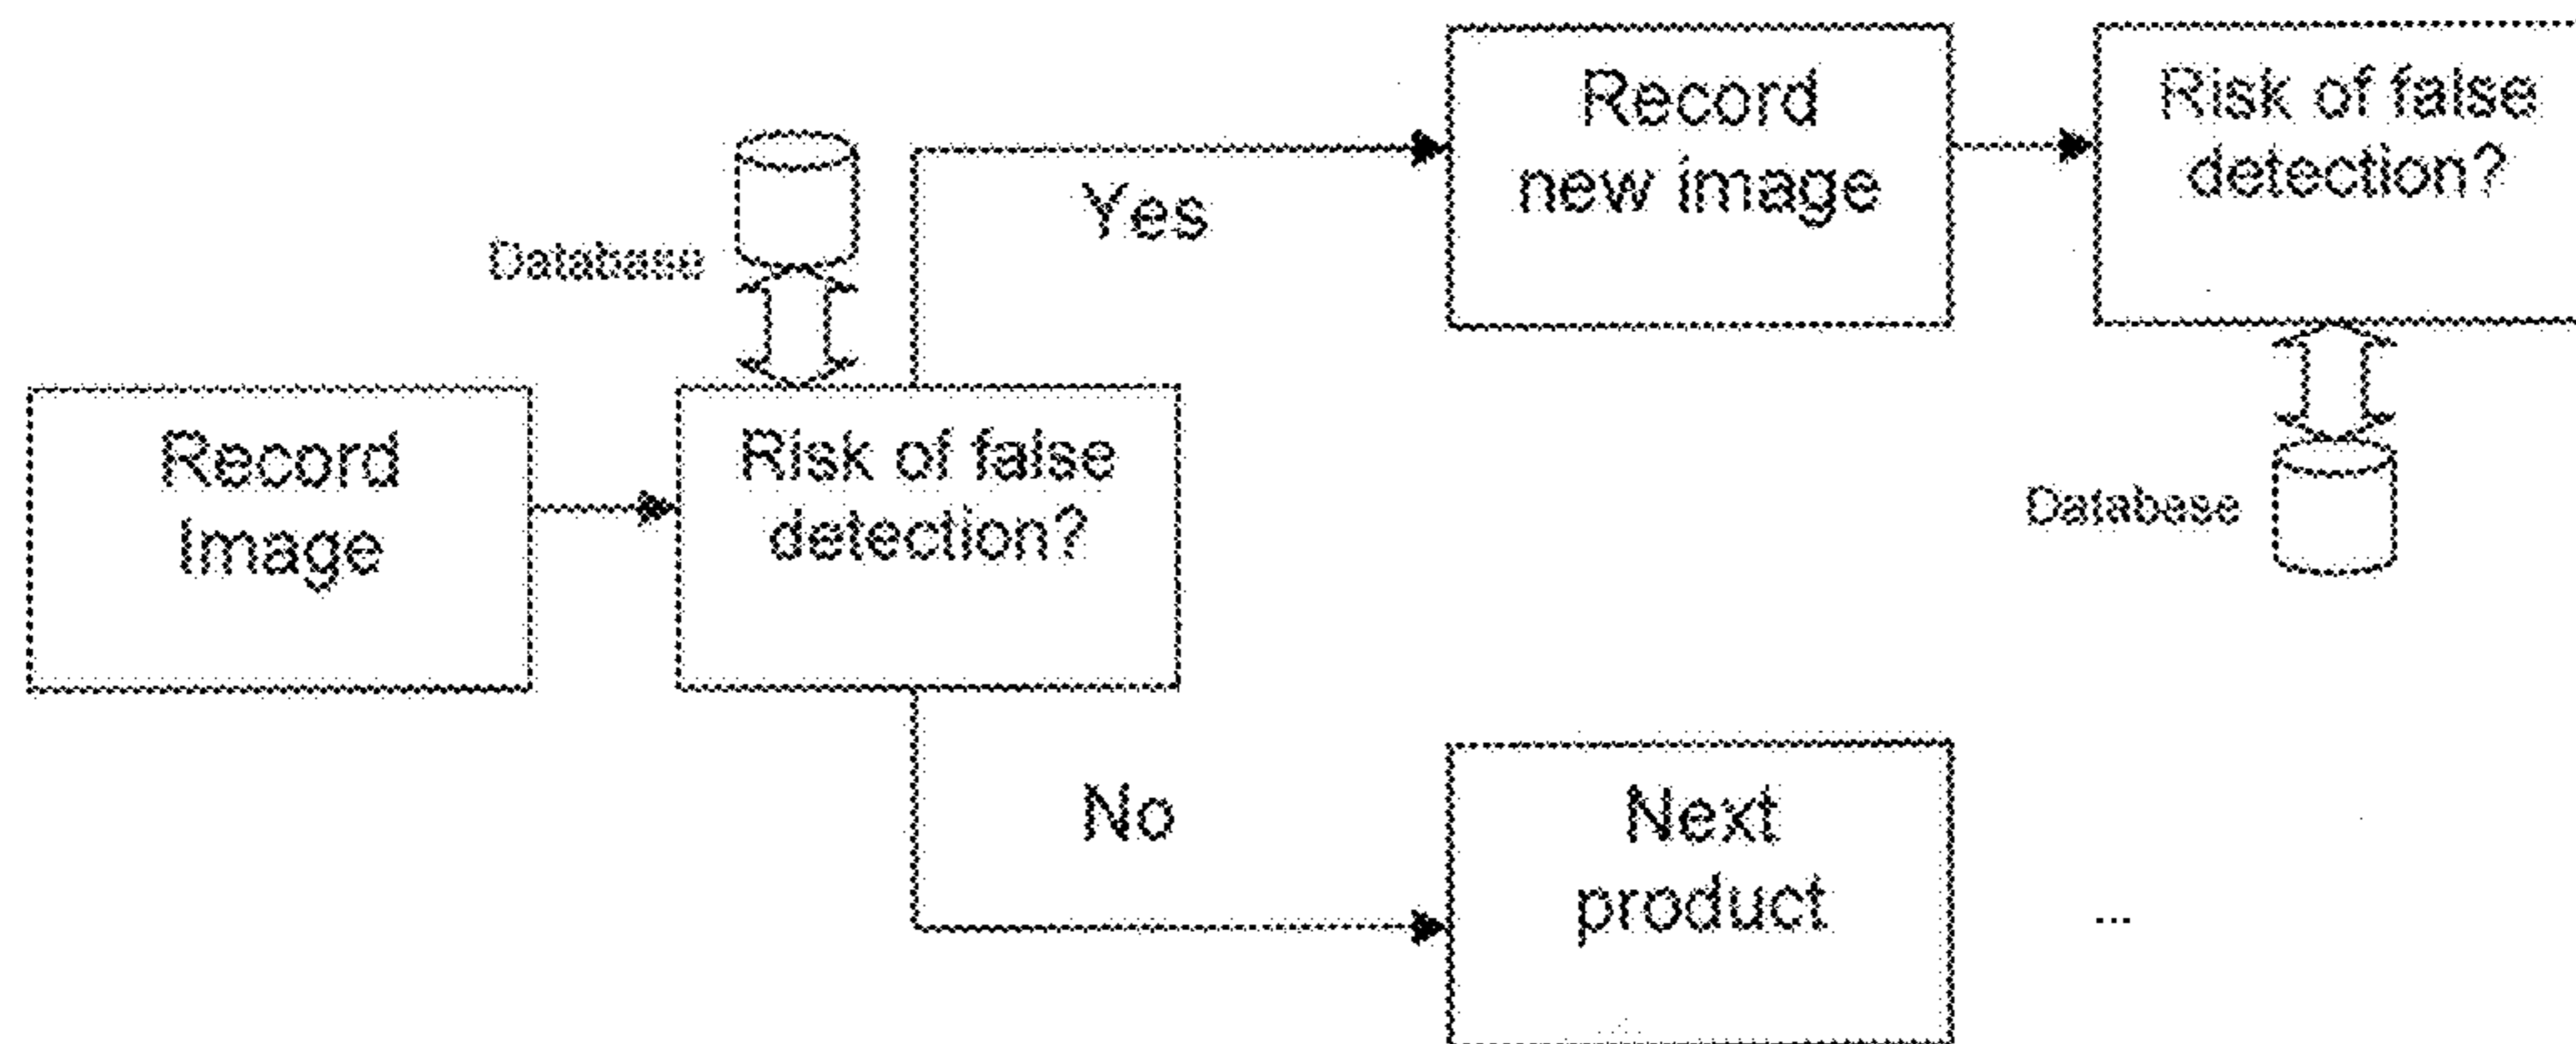 Record
Image
Database
Risk of false
detection?
Yes
Record
new image
Risk of false
detection?
Database
No
Next
product
...